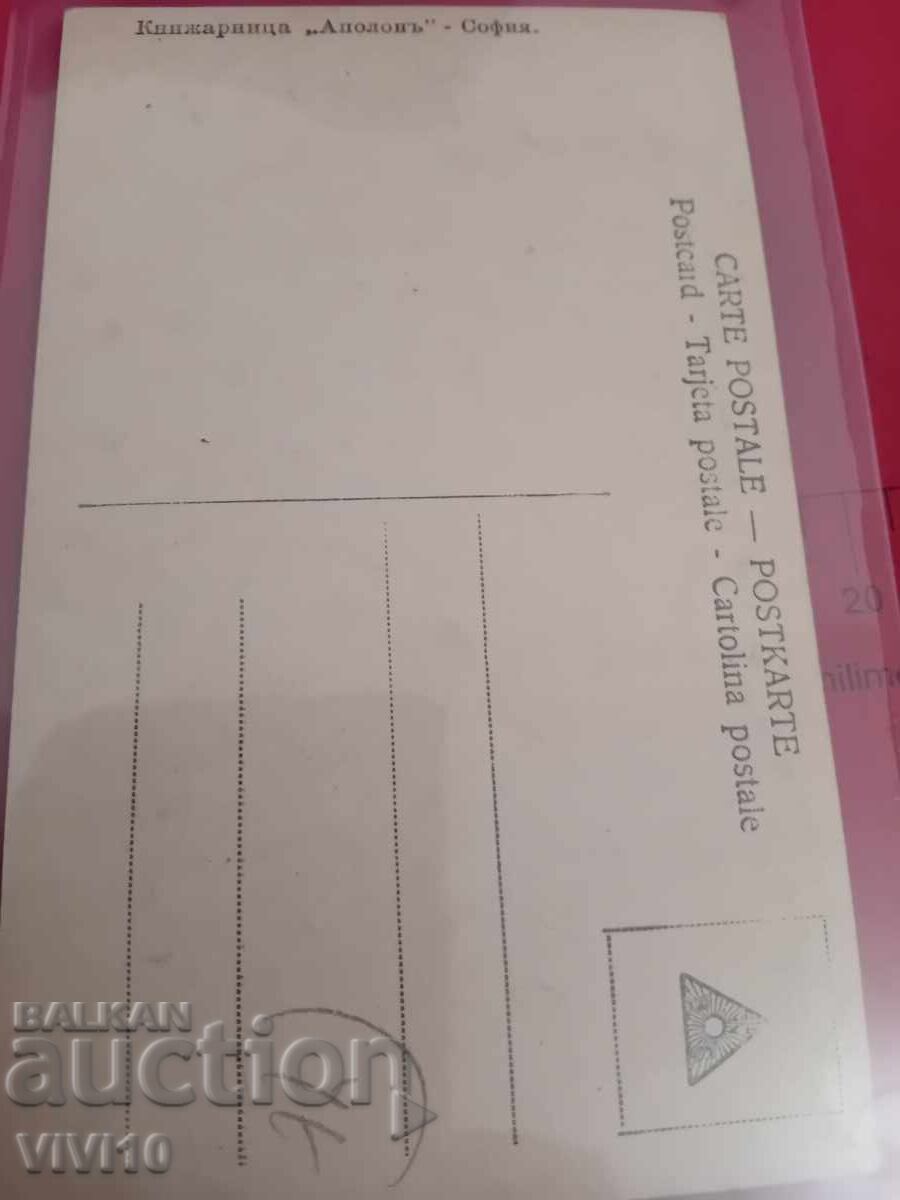 Книжарница „Аполонъ" - София.
CARTE POSTALE — POSTKARTE
Postcard - Tarjeta postale - Cartolina postale
20
BALKAN
auction
VIVI10